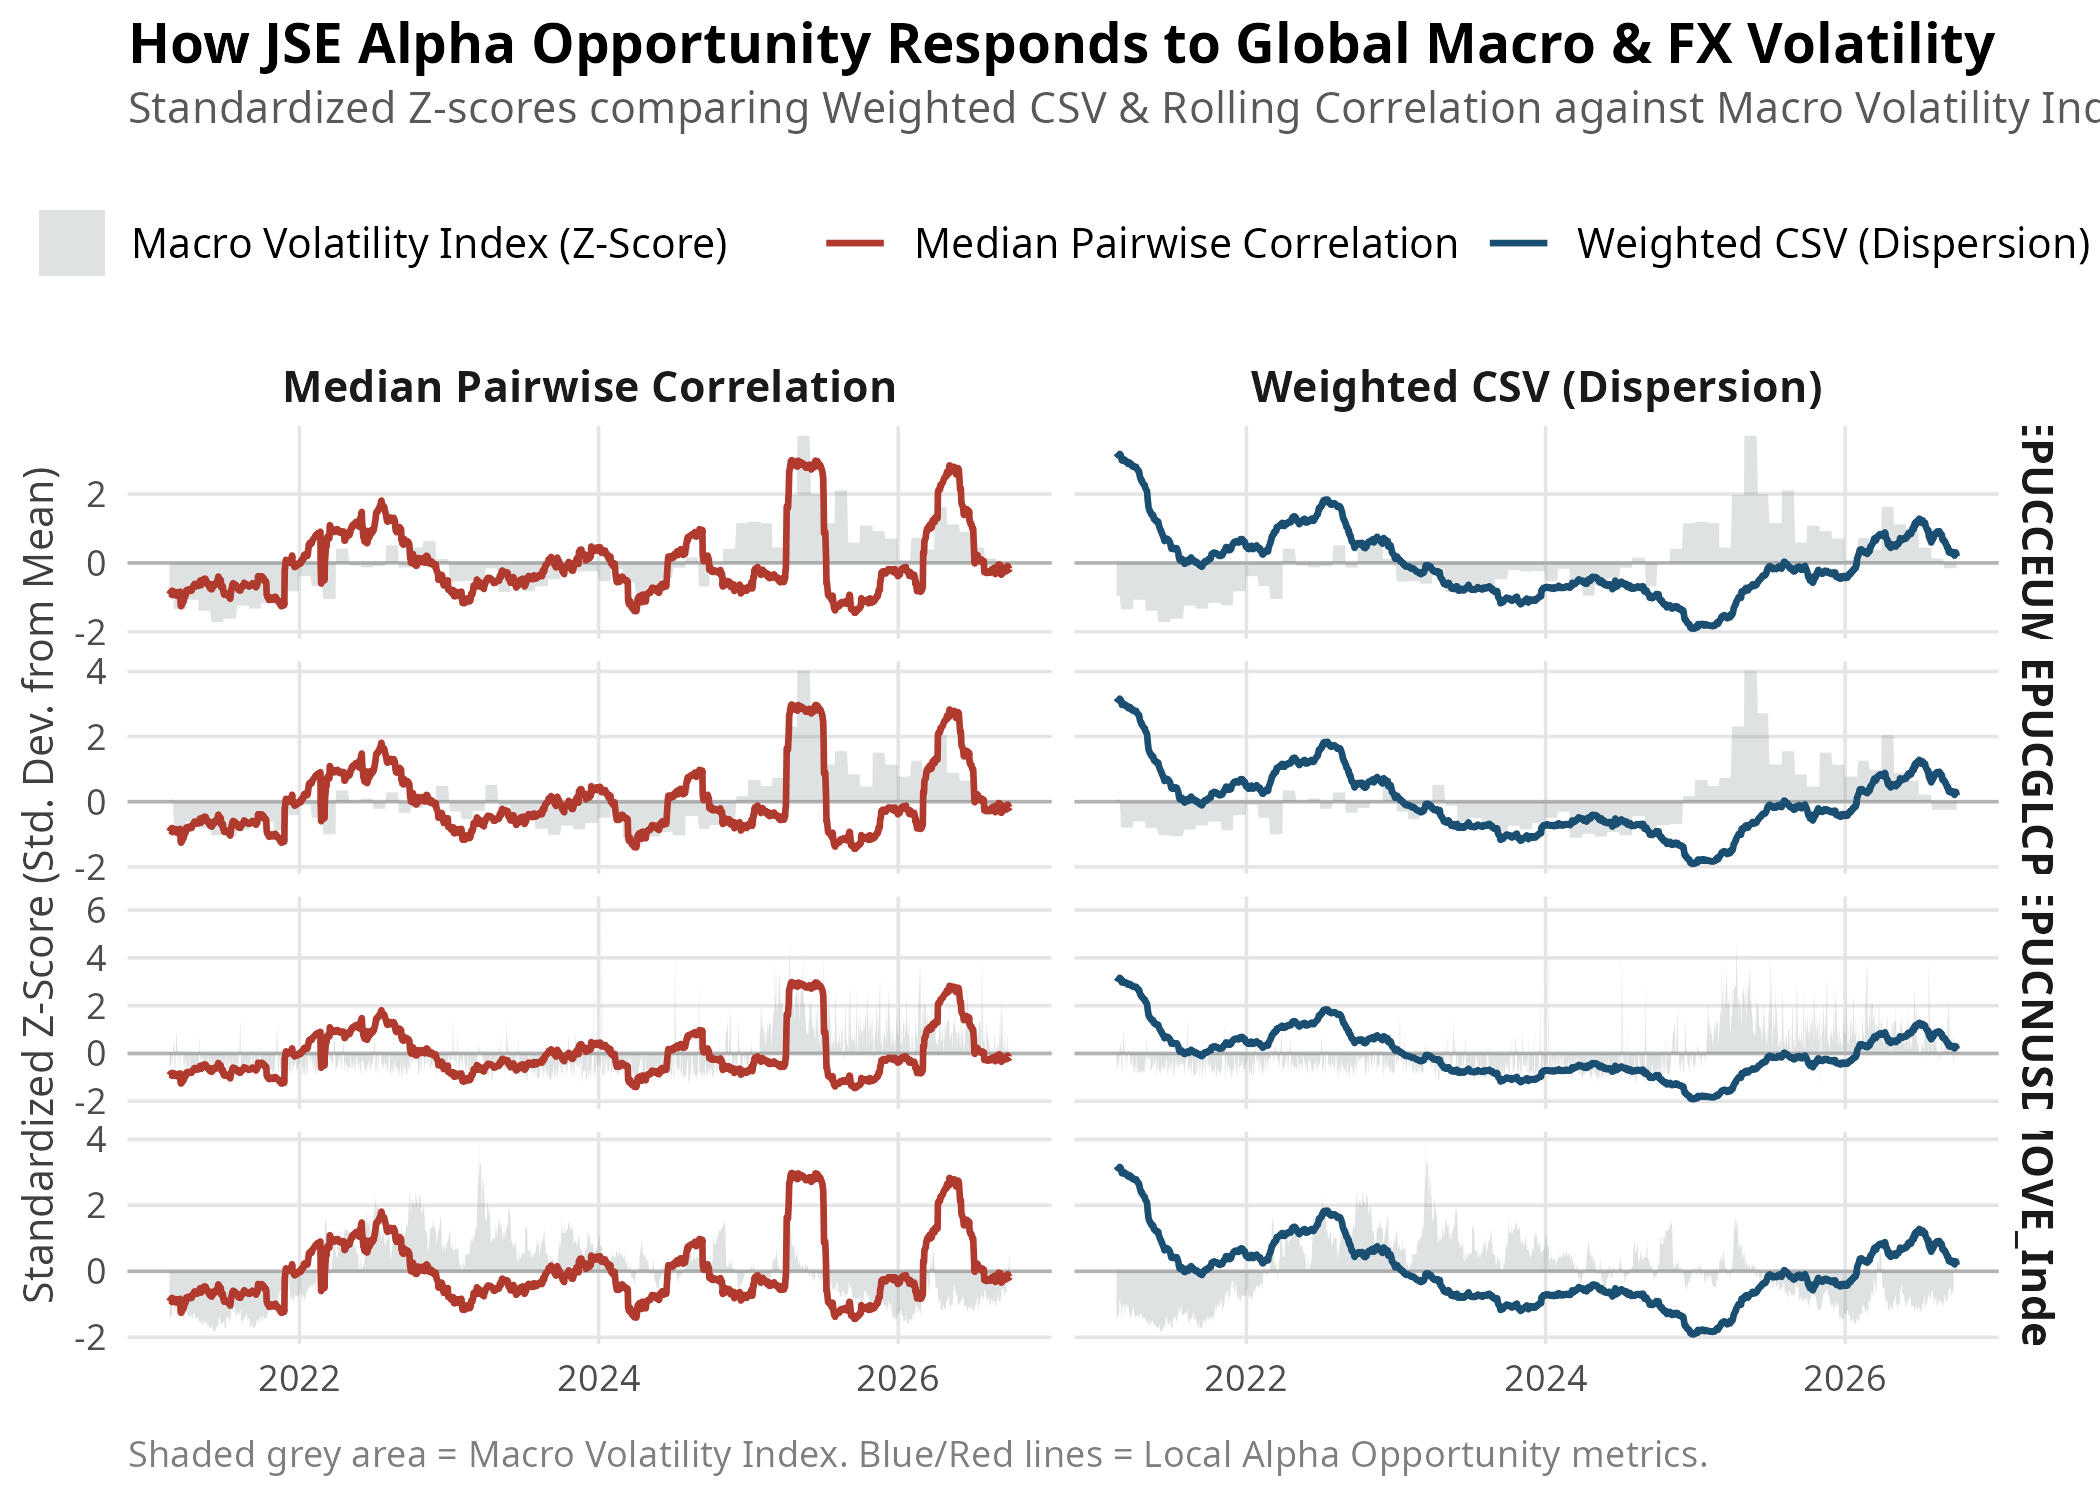 How JSE Alpha Opportunity Responds to Global Macro & FX Volatility
Standardized Z-scores comparing Weighted CSV & Rolling Correlation against Macro Volatility Ind
Macro Volatility Index (Z-Score)
Median Pairwise Correlation
Weighted CSV (Dispersion)
Median Pairwise Correlation
Weighted CSV (Dispersion)
Standardized Z-Score (Std. Dev. from Mean)
2
0
-2
EPUCCEUM
4
2
0
-2
EPUCGLCP
6
4
2
0
-2
EPUCNUSD
4
2
0
-2
MOVE_Inde
2022
2024
2026
2022
2024
2026
Shaded grey area = Macro Volatility Index. Blue/Red lines = Local Alpha Opportunity metrics.